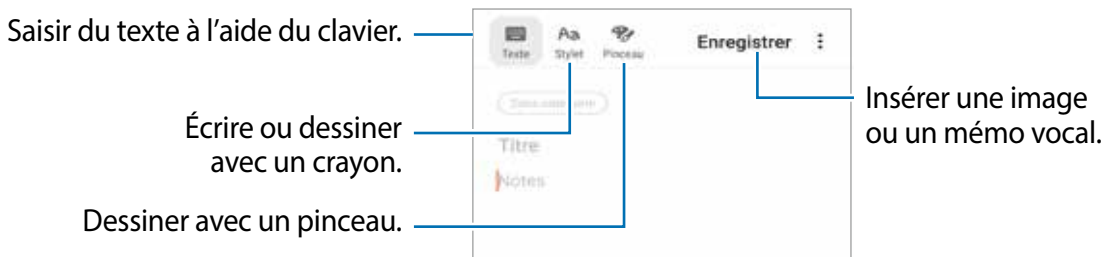 Saisir du texte à l'aide du clavier.
Texte
Aa
Stylet
Pinceau
Enregistrer
Insérer une image
ou un mémo vocal.
Écrire ou dessiner
avec un crayon.
Titre
Notes
Dessiner avec un pinceau.